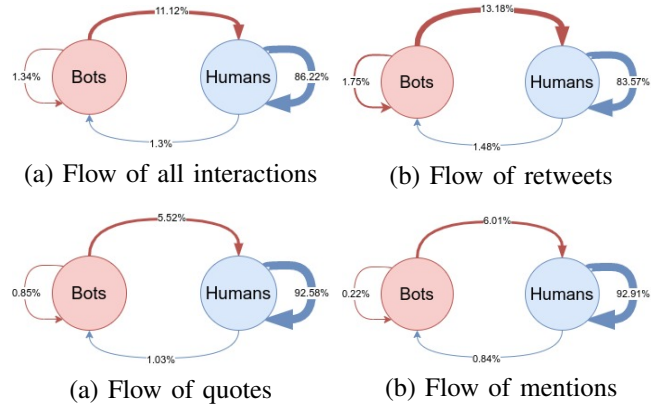 11.12%
1.34%
Bots
Humans
86.22%
1.3%
(a) Flow of all interactions
13.18%
1.75%
Bots
Humans
83.57%
1.48%
(b) Flow of retweets
5.52%
0.85%
Bots
Humans
92.58%
1.03%
(a) Flow of quotes
6.01%
0.22%
Bots
Humans
92.91%
0.84%
(b) Flow of mentions